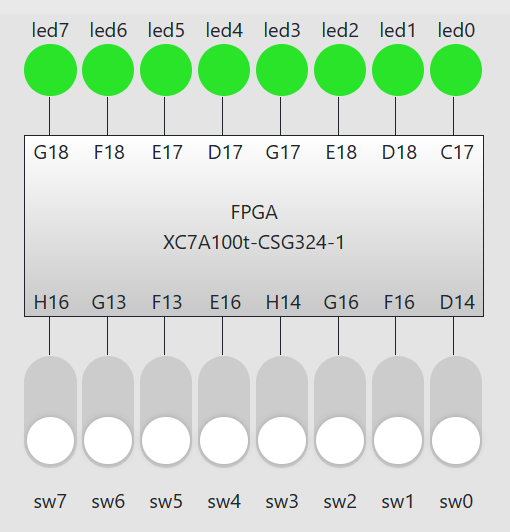 led7 led6 led5 led4 led3 led2 led1 led0
G18 F18 E17 D17 G17 E18 D18 C17
FPGA
XC7A100t-CSG324-1
H16 G13 F13 E16 H14 G16 F16 D14
sw7 sw6 sw5 sw4 sw3 sw2 sw1 sw0